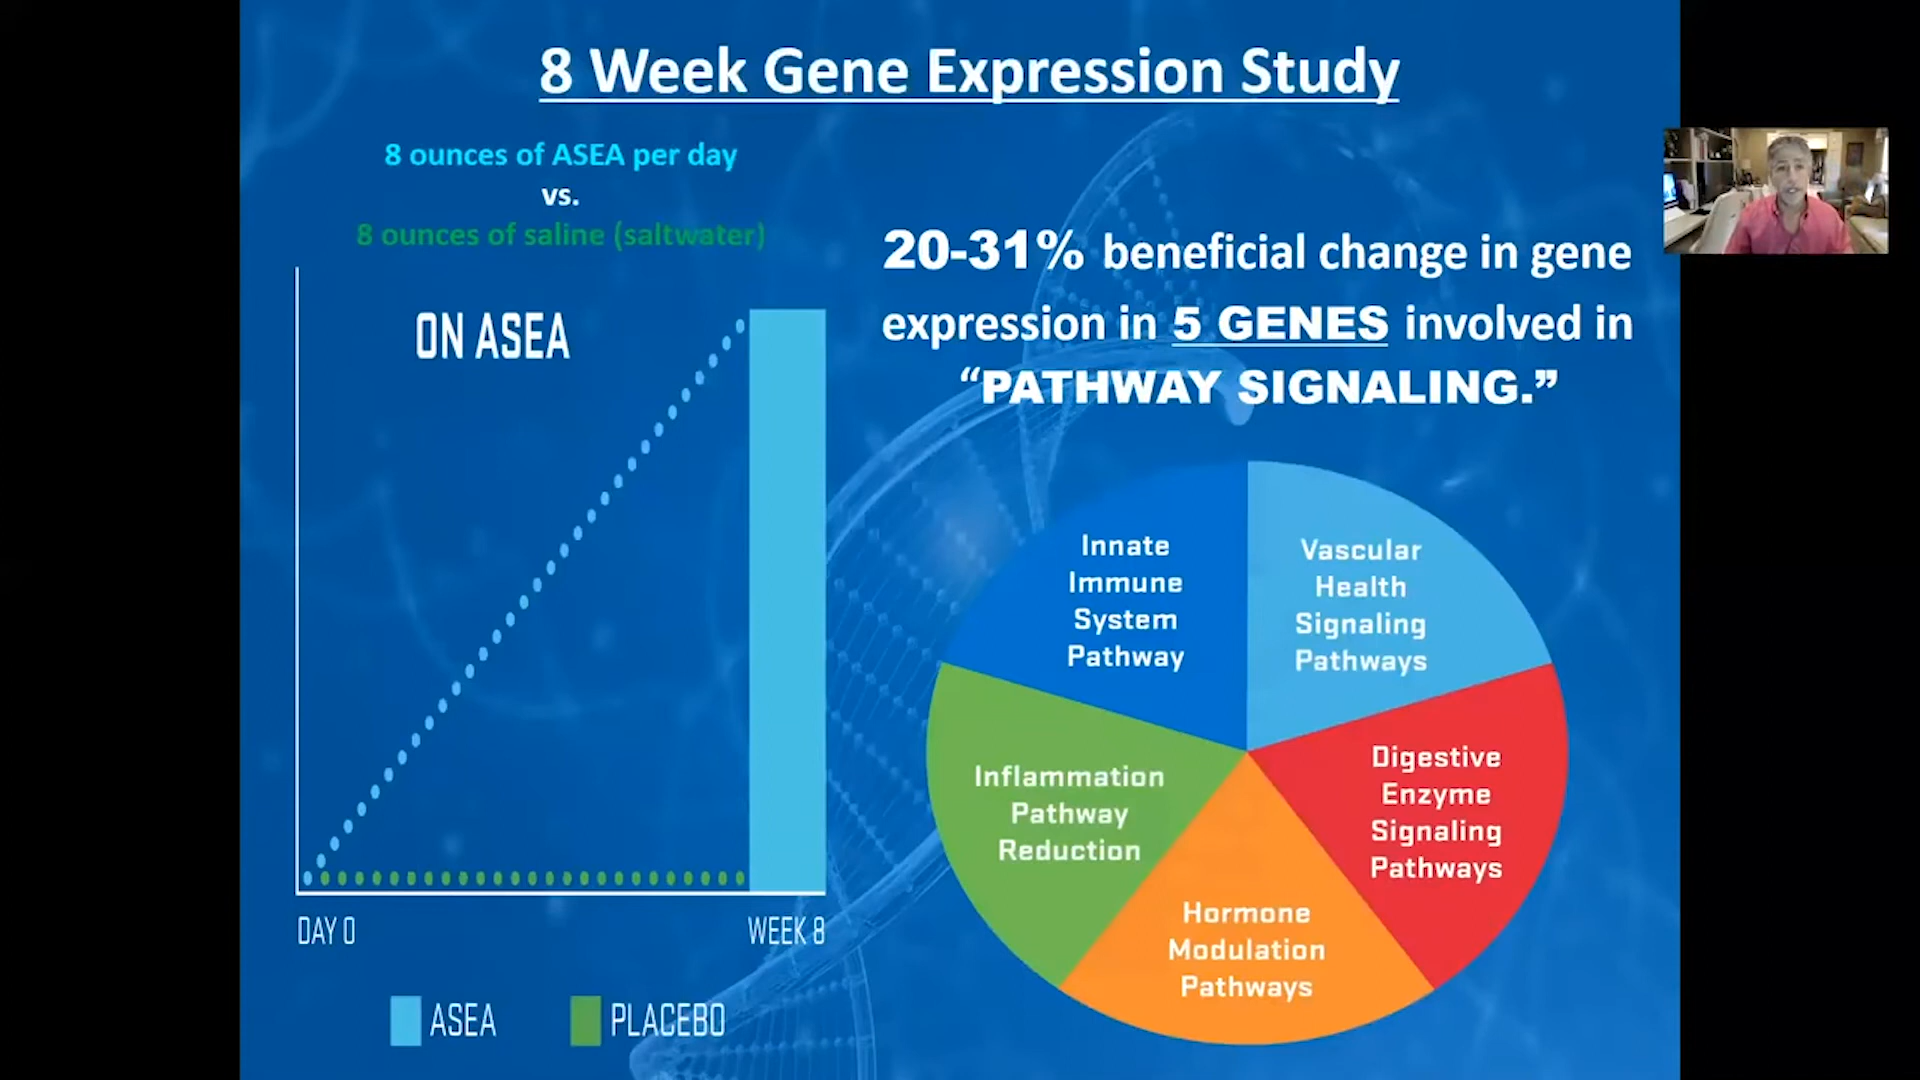 8 Week Gene Expression Study
8 ounces of ASEA per day
vs.
8 ounces of saline (saltwater)
ON ASEA
DAY 0
WEEK 8
ASEA
PLACEBO
20-31% beneficial change in gene
expression in 5 GENES involved in
“PATHWAY SIGNALING.”
Innate
Immune
System
Pathway
Vascular
Health
Signaling
Pathways
Inflammation
Pathway
Reduction
Digestive
Enzyme
Signaling
Pathways
Hormone
Modulation
Pathways